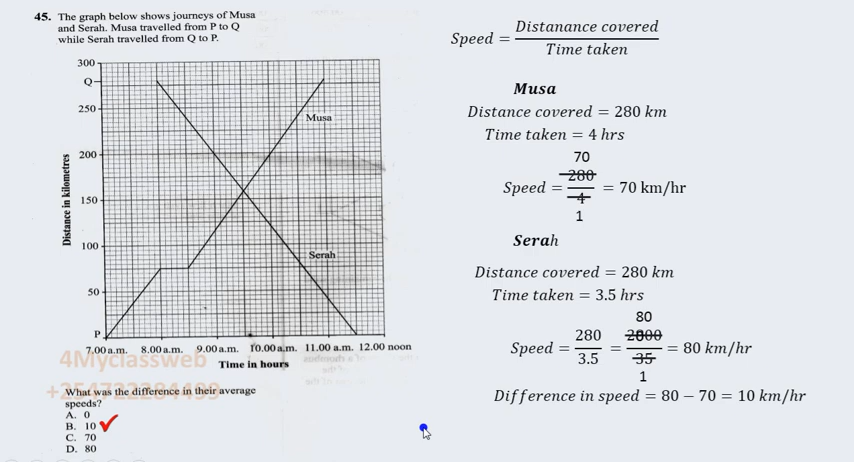 45. The graph below shows journeys of Musa
and Serah. Musa travelled from P to Q
while Serah travelled from Q to P.
300
Q
250
200
150
100
50
P
Distance in kilometres
Musa
Serah
7.00 a.m. 8.00 a.m. 9.00 a.m. 10.00 a.m. 11.00 a.m. 12.00 noon
Time in hours
4Myclassweb
What was the difference in their average
speeds?
A. 0
B. 10
C. 70
D. 80
Speed = Distanance covered
Time taken
Musa
Distance covered = 280 km
Time taken = 4 hrs
70
Speed = 280 = 70 km/hr
4
1
Serah
Distance covered = 280 km
Time taken = 3.5 hrs
80
Speed = 280 = 2800 = 80 km/hr
3.5 35
1
Difference in speed = 80 − 70 = 10 km/hr